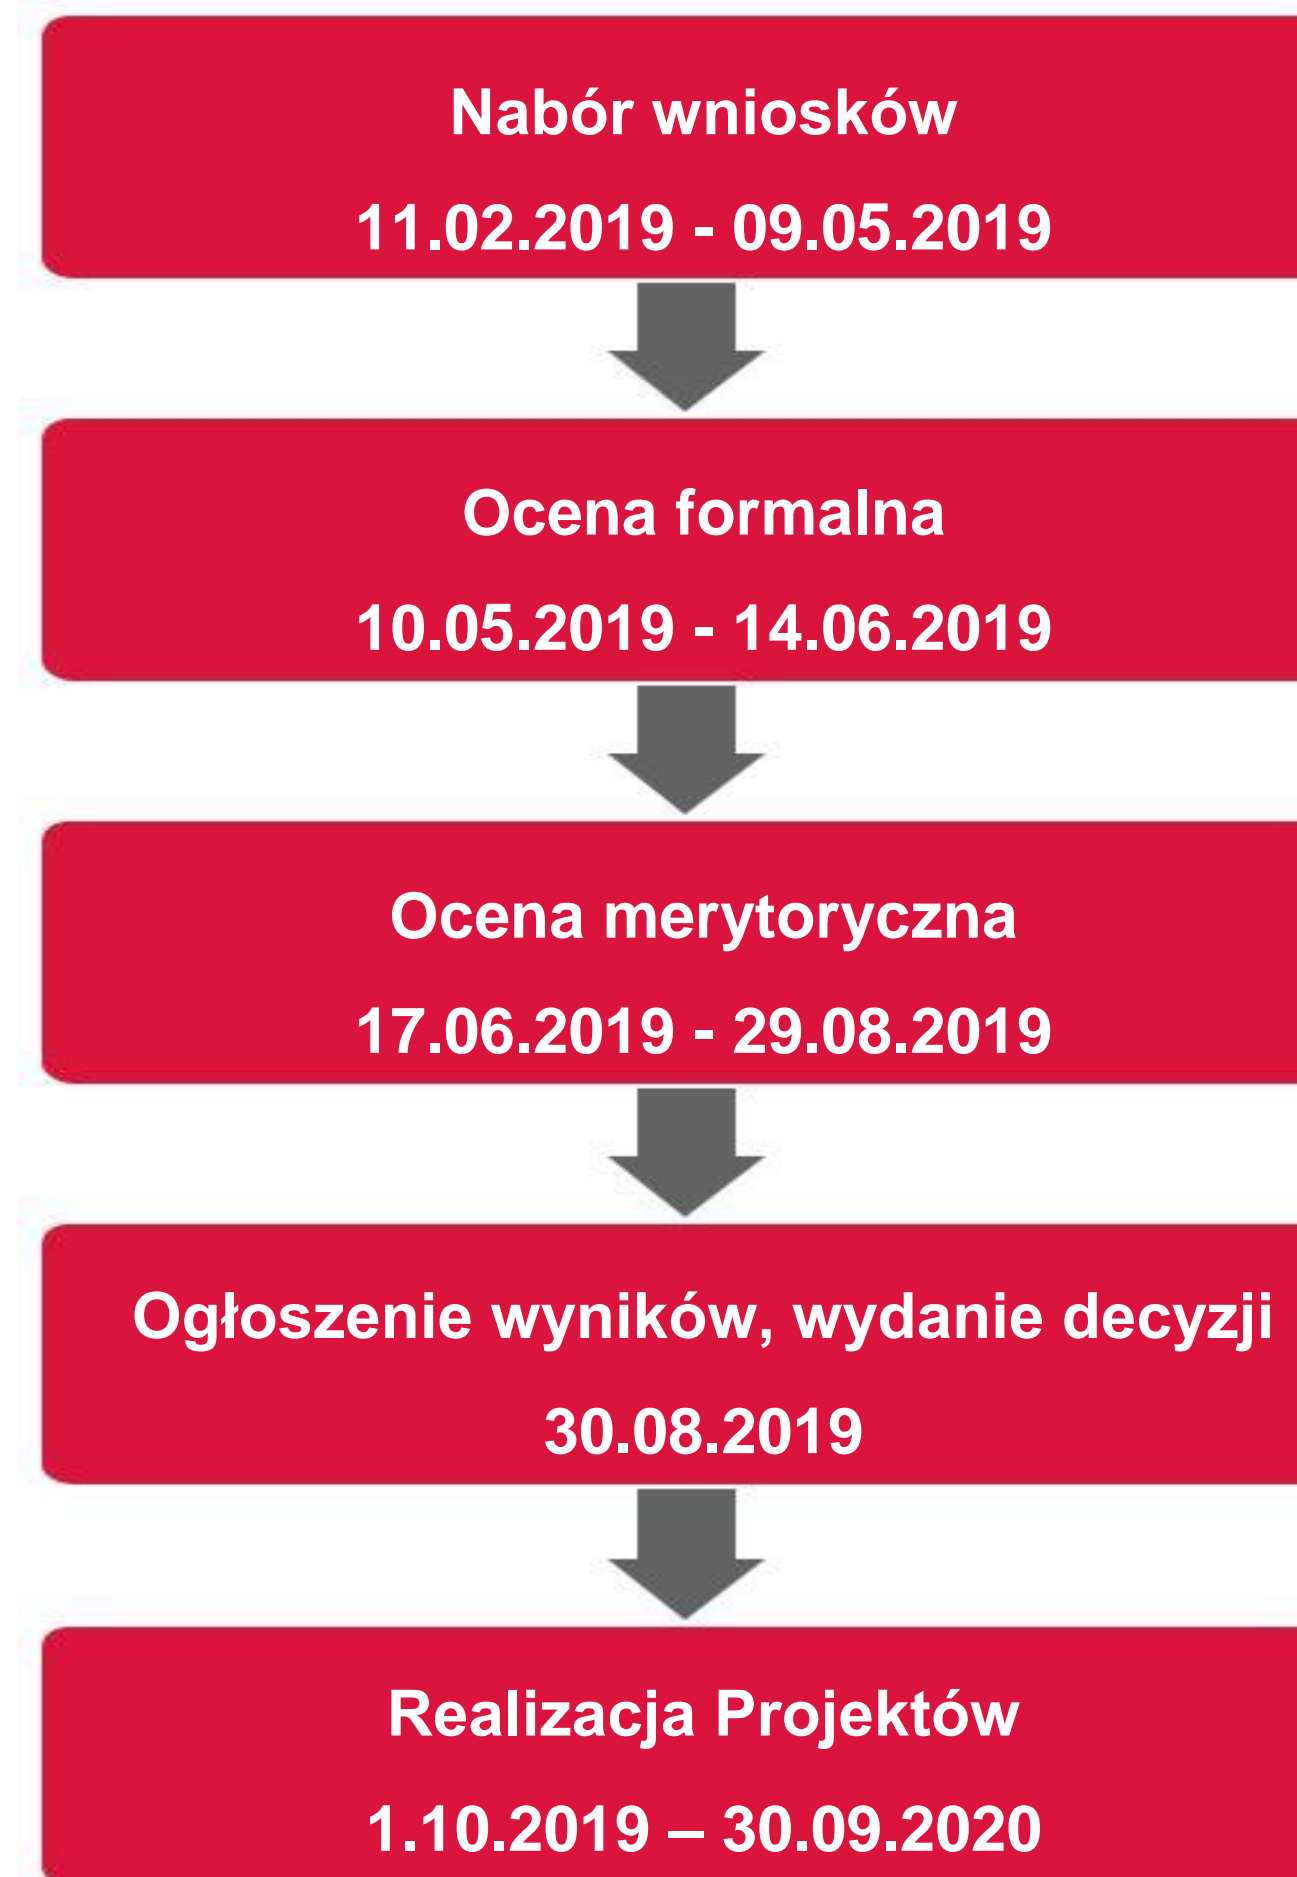 Nabór wniosków
11.02.2019 - 09.05.2019
Ocena formalna
10.05.2019 - 14.06.2019
Ocena merytoryczna
17.06.2019 - 29.08.2019
Ogłoszenie wyników, wydanie decyzji
30.08.2019
Realizacja Projektów
1.10.2019 – 30.09.2020